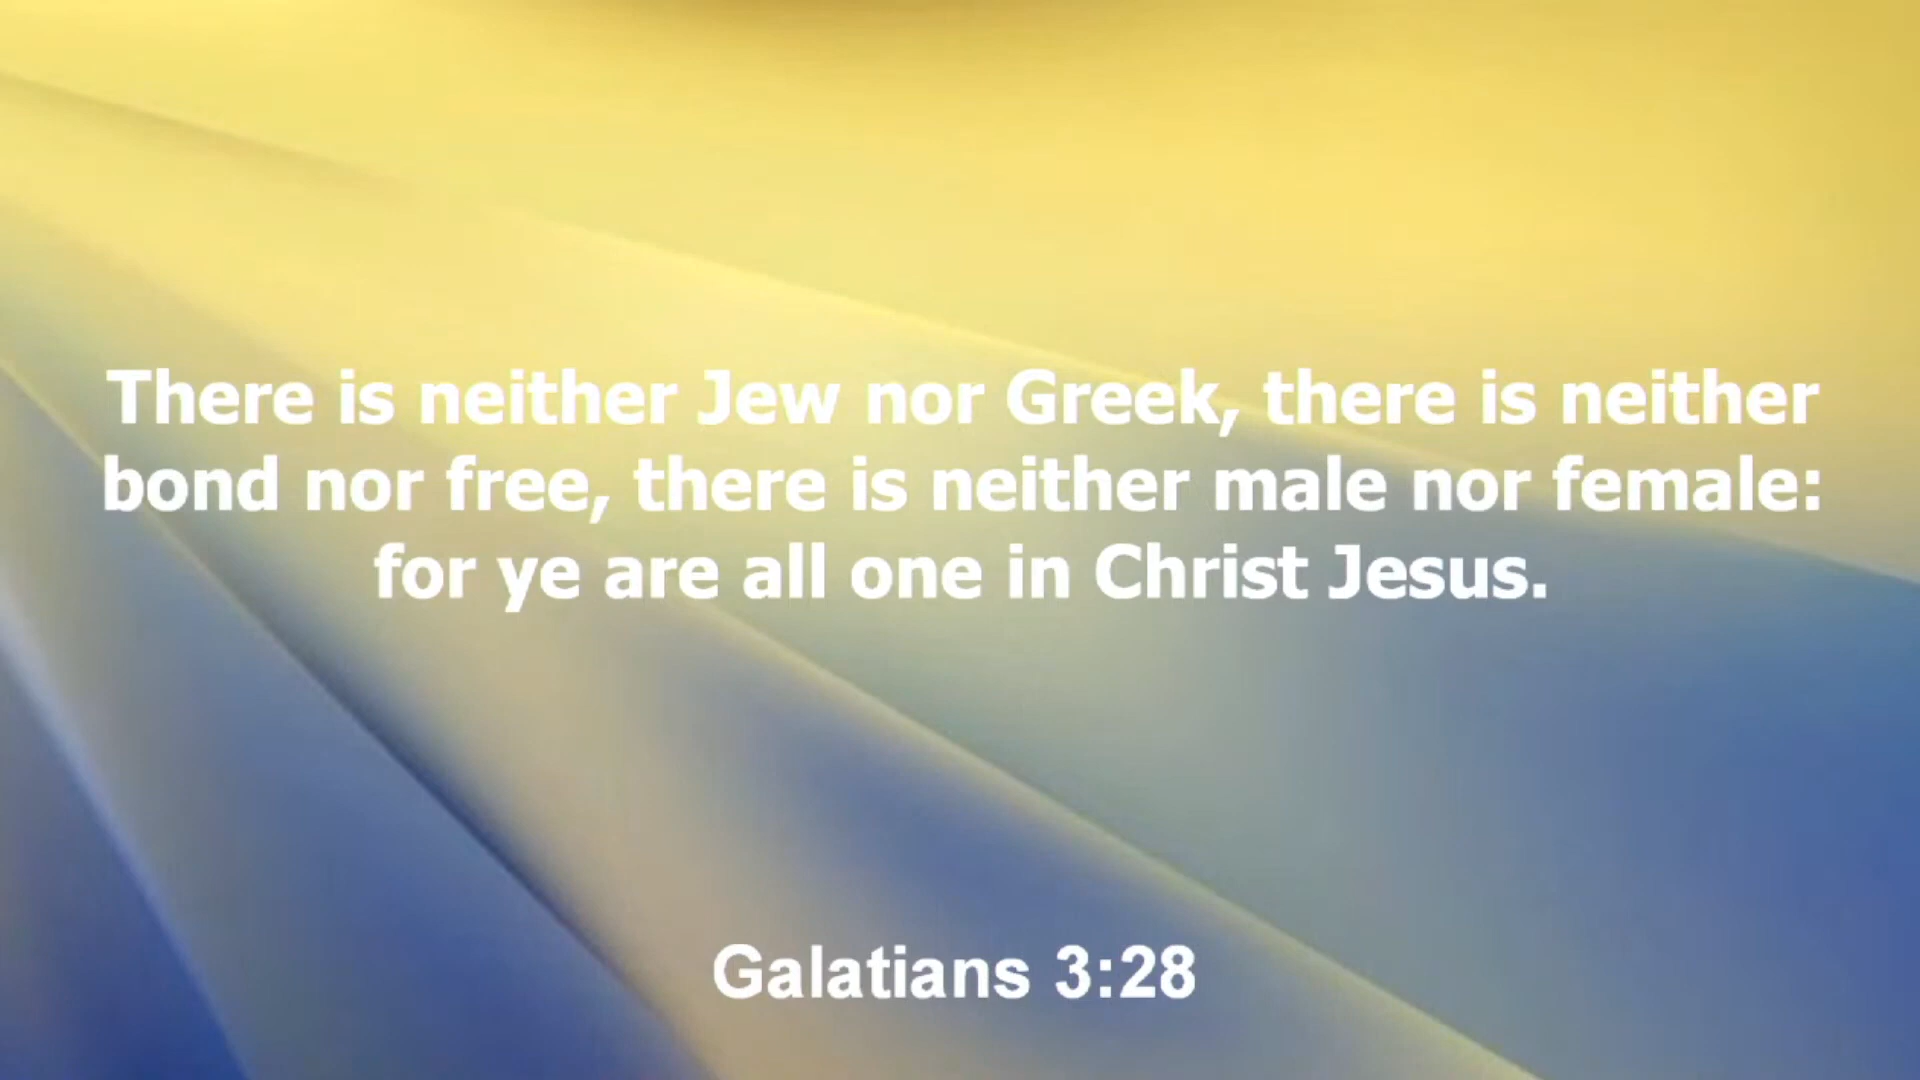 There is neither Jew nor Greek, there is neither
bond nor free, there is neither male nor female:
for ye are all one in Christ Jesus.
Galatians 3:28